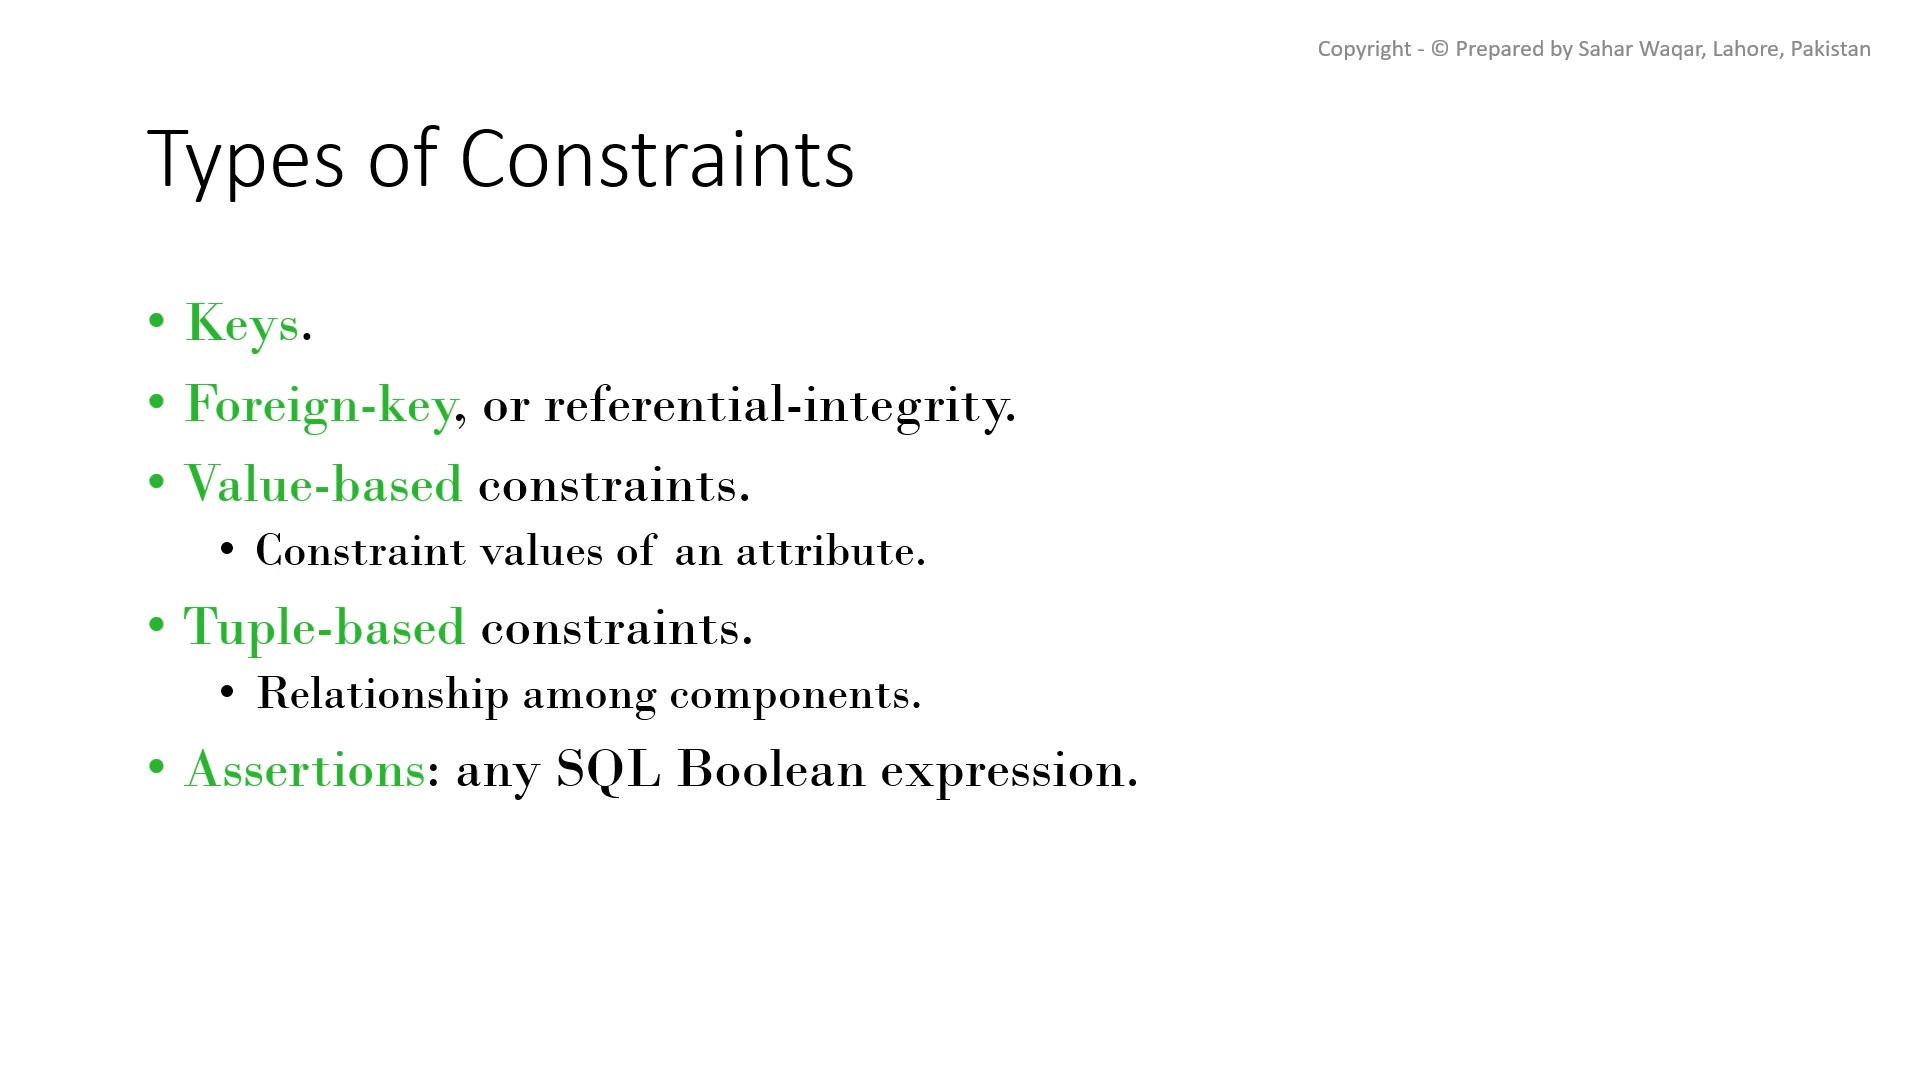 Copyright - © Prepared by Sahar Waqar, Lahore, Pakistan
Types of Constraints
• Keys.
• Foreign-key, or referential-integrity.
• Value-based constraints.
• Constraint values of an attribute.
• Tuple-based constraints.
• Relationship among components.
• Assertions: any SQL Boolean expression.